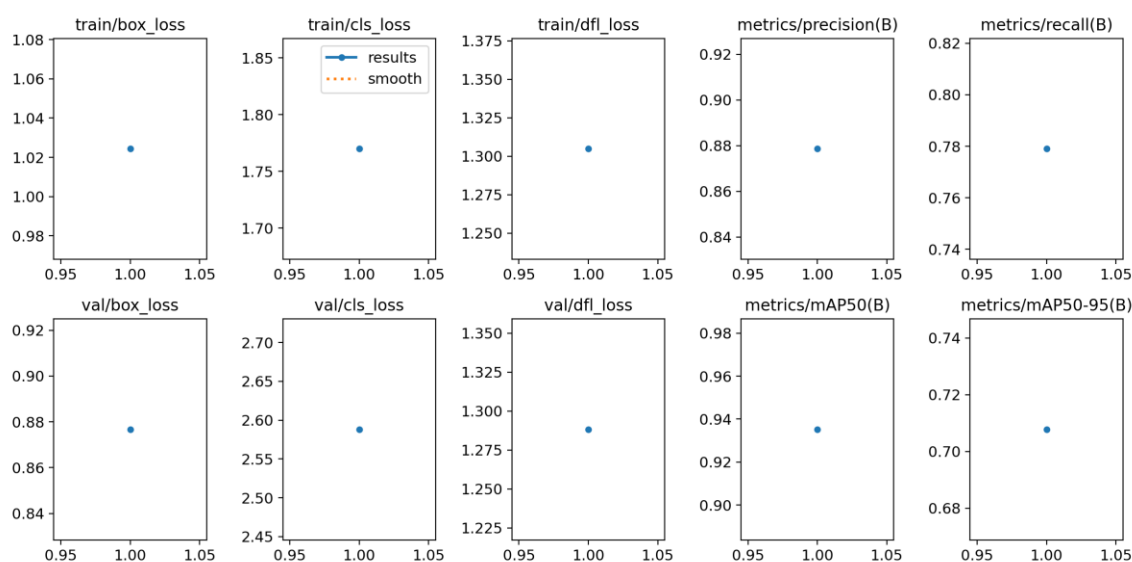 train/box_loss
1.08
1.06
1.04
1.02
1.00
0.98
0.95 1.00 1.05
train/cls_loss
results
smooth
1.85
1.80
1.75
1.70
0.95 1.00 1.05
train/dfl_loss
1.375
1.350
1.325
1.300
1.275
1.250
0.95 1.00 1.05
metrics/precision(B)
0.92
0.90
0.88
0.86
0.84
0.95 1.00 1.05
metrics/recall(B)
0.82
0.80
0.78
0.76
0.74
0.95 1.00 1.05
val/box_loss
0.92
0.90
0.88
0.86
0.84
0.95 1.00 1.05
val/cls_loss
2.70
2.65
2.60
2.55
2.50
2.45
0.95 1.00 1.05
val/dfl_loss
1.350
1.325
1.300
1.275
1.250
1.225
0.95 1.00 1.05
metrics/mAP50(B)
0.98
0.96
0.94
0.92
0.90
0.95 1.00 1.05
metrics/mAP50-95(B)
0.74
0.72
0.70
0.68
0.95 1.00 1.05